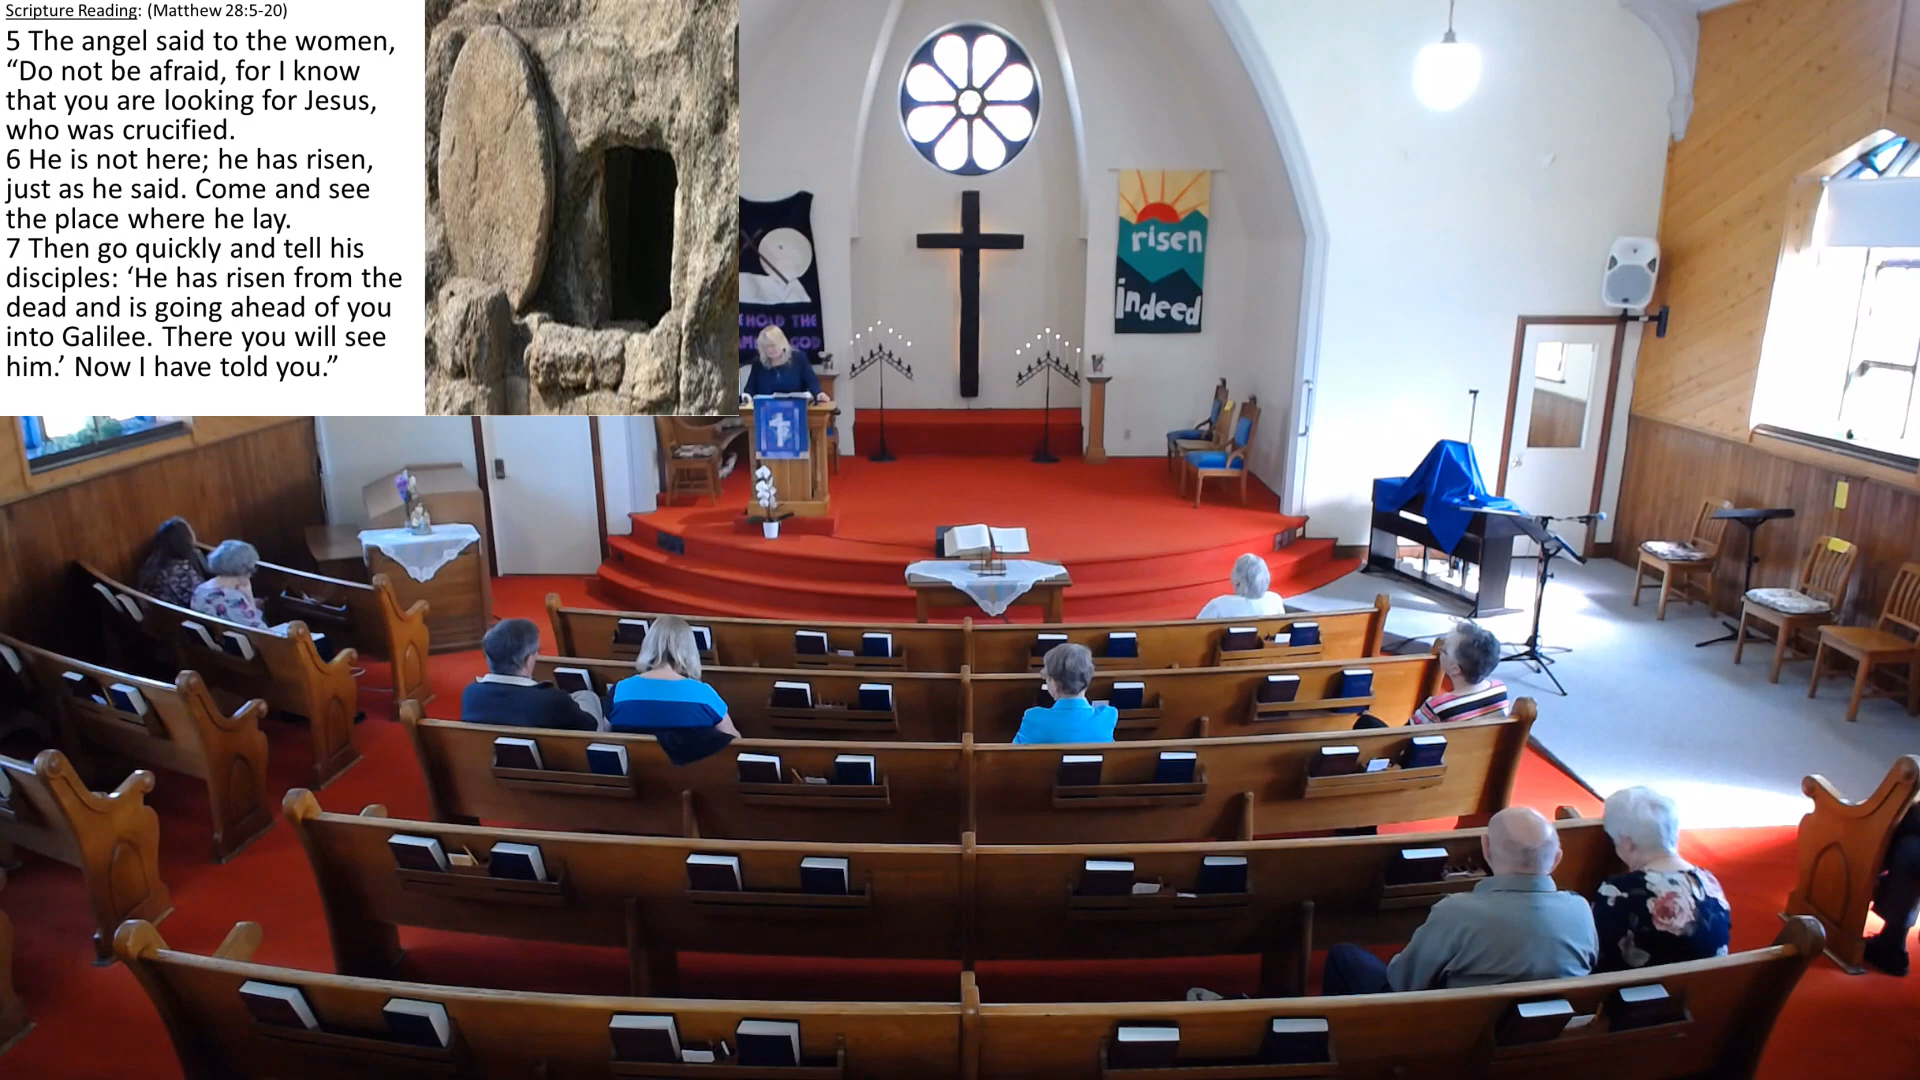 Scripture Reading: (Matthew 28:5-20)
5 The angel said to the women,
“Do not be afraid, for I know
that you are looking for Jesus,
who was crucified.
6 He is not here; he has risen,
just as he said. Come and see
the place where he lay.
7 Then go quickly and tell his
disciples: ‘He has risen from the
dead and is going ahead of you
into Galilee. There you will see
him.’ Now I have told you.”
risen
indeed
HOLD THE
GOD